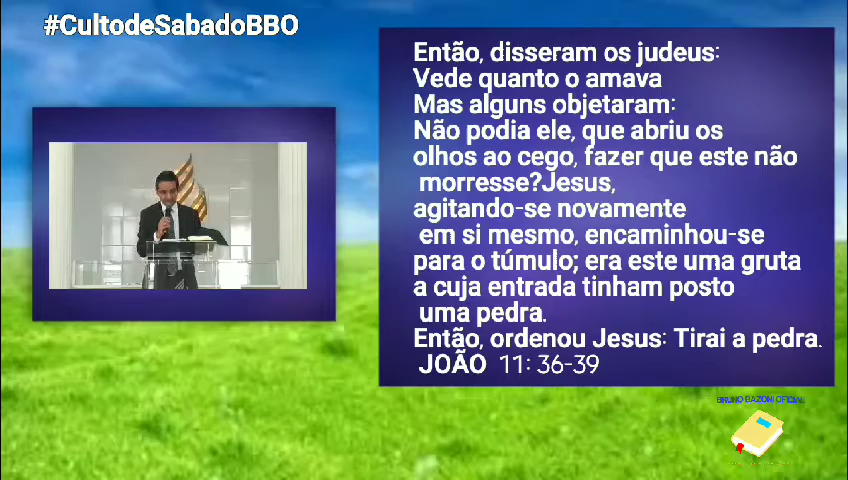 #CultodeSabadoBBO
Então, disseram os judeus:
Vede quanto o amava
Mas alguns objetaram:
Não podia ele, que abriu os
olhos ao cego, fazer que este não
morresse?Jesus,
agitando-se novamente
em si mesmo, encaminhou-se
para o túmulo; era este uma gruta
a cuja entrada tinham posto
uma pedra.
Então, ordenou Jesus: Tirai a pedra.
JOÃO 11: 36-39
BRUNO BAZONI OFICIAL